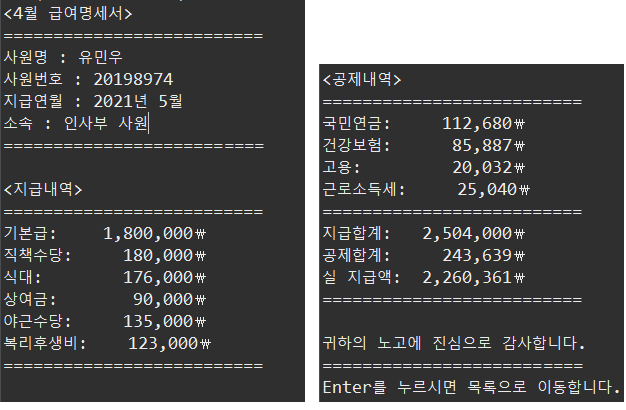 <4월 급여명세서>
==========================
사원명 : 유민우
사원번호 : 20198974
지급연월 : 2021년 5월
소속 : 인사부 사원
==========================
<지급내역>
==========================
기본급: 1,800,000₩
직책수당: 180,000₩
식대: 176,000₩
상여금: 90,000₩
야근수당: 135,000₩
복리후생비: 123,000₩
==========================
<공제내역>
==========================
국민연금: 112,680₩
건강보험: 85,887₩
고용: 20,032₩
근로소득세: 25,040₩
==========================
지급합계: 2,504,000₩
공제합계: 243,639₩
실 지급액: 2,260,361₩
==========================
귀하의 노고에 진심으로 감사합니다.
==========================
Enter를 누르시면 목록으로 이동합니다.